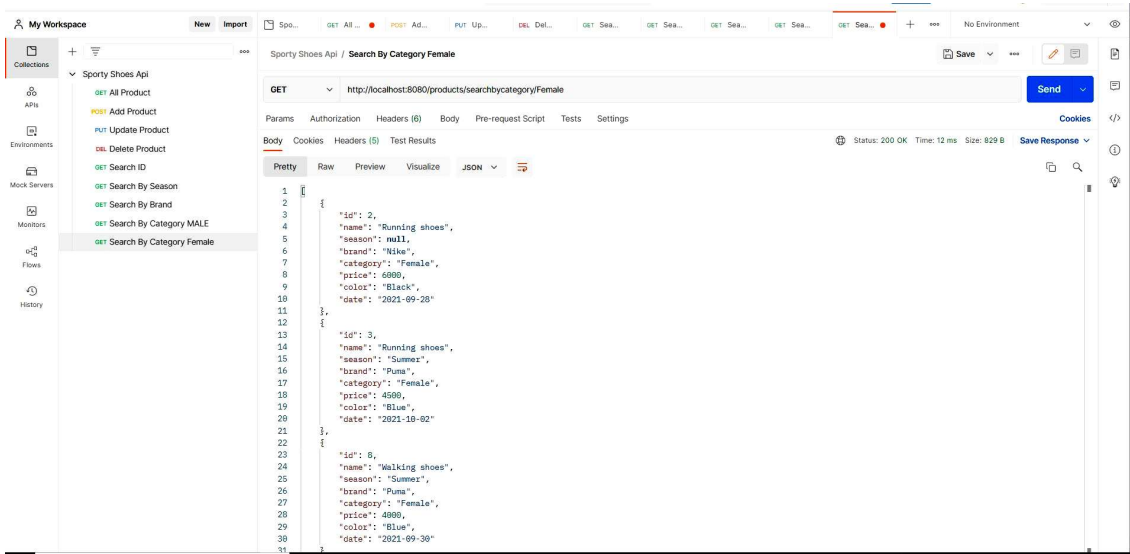 My Workspace New Import Spo... GET All ... POST Ad... PUT Up... DEL Del... GET Sea... GET Sea... GET Sea... GET Sea... GET Sea... + No Environment
Collections
APIs
Environments
Mock Servers
Monitors
Flows
History
+
Sporty Shoes Api
GET All Product
POST Add Product
PUT Update Product
DEL Delete Product
GET Search ID
GET Search By Season
GET Search By Brand
GET Search By Category MALE
GET Search By Category Female
Sporty Shoes Api / Search By Category Female Save
GET http://localhost:8080/products/searchbycategory/Female Send
Params Authorization Headers (6) Body Pre-request Script Tests Settings Cookies
Body Cookies Headers (5) Test Results Status: 200 OK Time: 12 ms Size: 829 B Save Response
Pretty Raw Preview Visualize JSON
1 [
2 {
3 "id": 2,
4 "name": "Running shoes",
5 "season": null,
6 "brand": "Nike",
7 "category": "Female",
8 "price": 6000,
9 "color": "Black",
10 "date": "2021-09-28"
11 },
12 {
13 "id": 3,
14 "name": "Running shoes",
15 "season": "Summer",
16 "brand": "Puma",
17 "category": "Female",
18 "price": 4500,
19 "color": "Blue",
20 "date": "2021-10-02"
21 },
22 {
23 "id": 8,
24 "name": "Walking shoes",
25 "season": "Summer",
26 "brand": "Puma",
27 "category": "Female",
28 "price": 4000,
29 "color": "Blue",
30 "date": "2021-09-30"
31 }